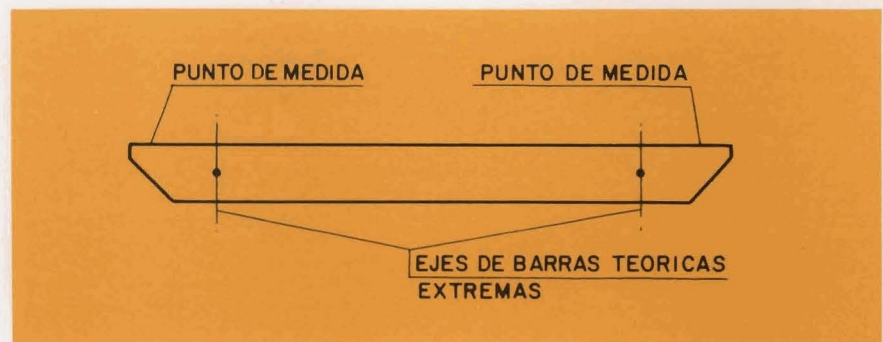 PUNTO DE MEDIDA
PUNTO DE MEDIDA
EJES DE BARRAS TEORICAS
EXTREMAS